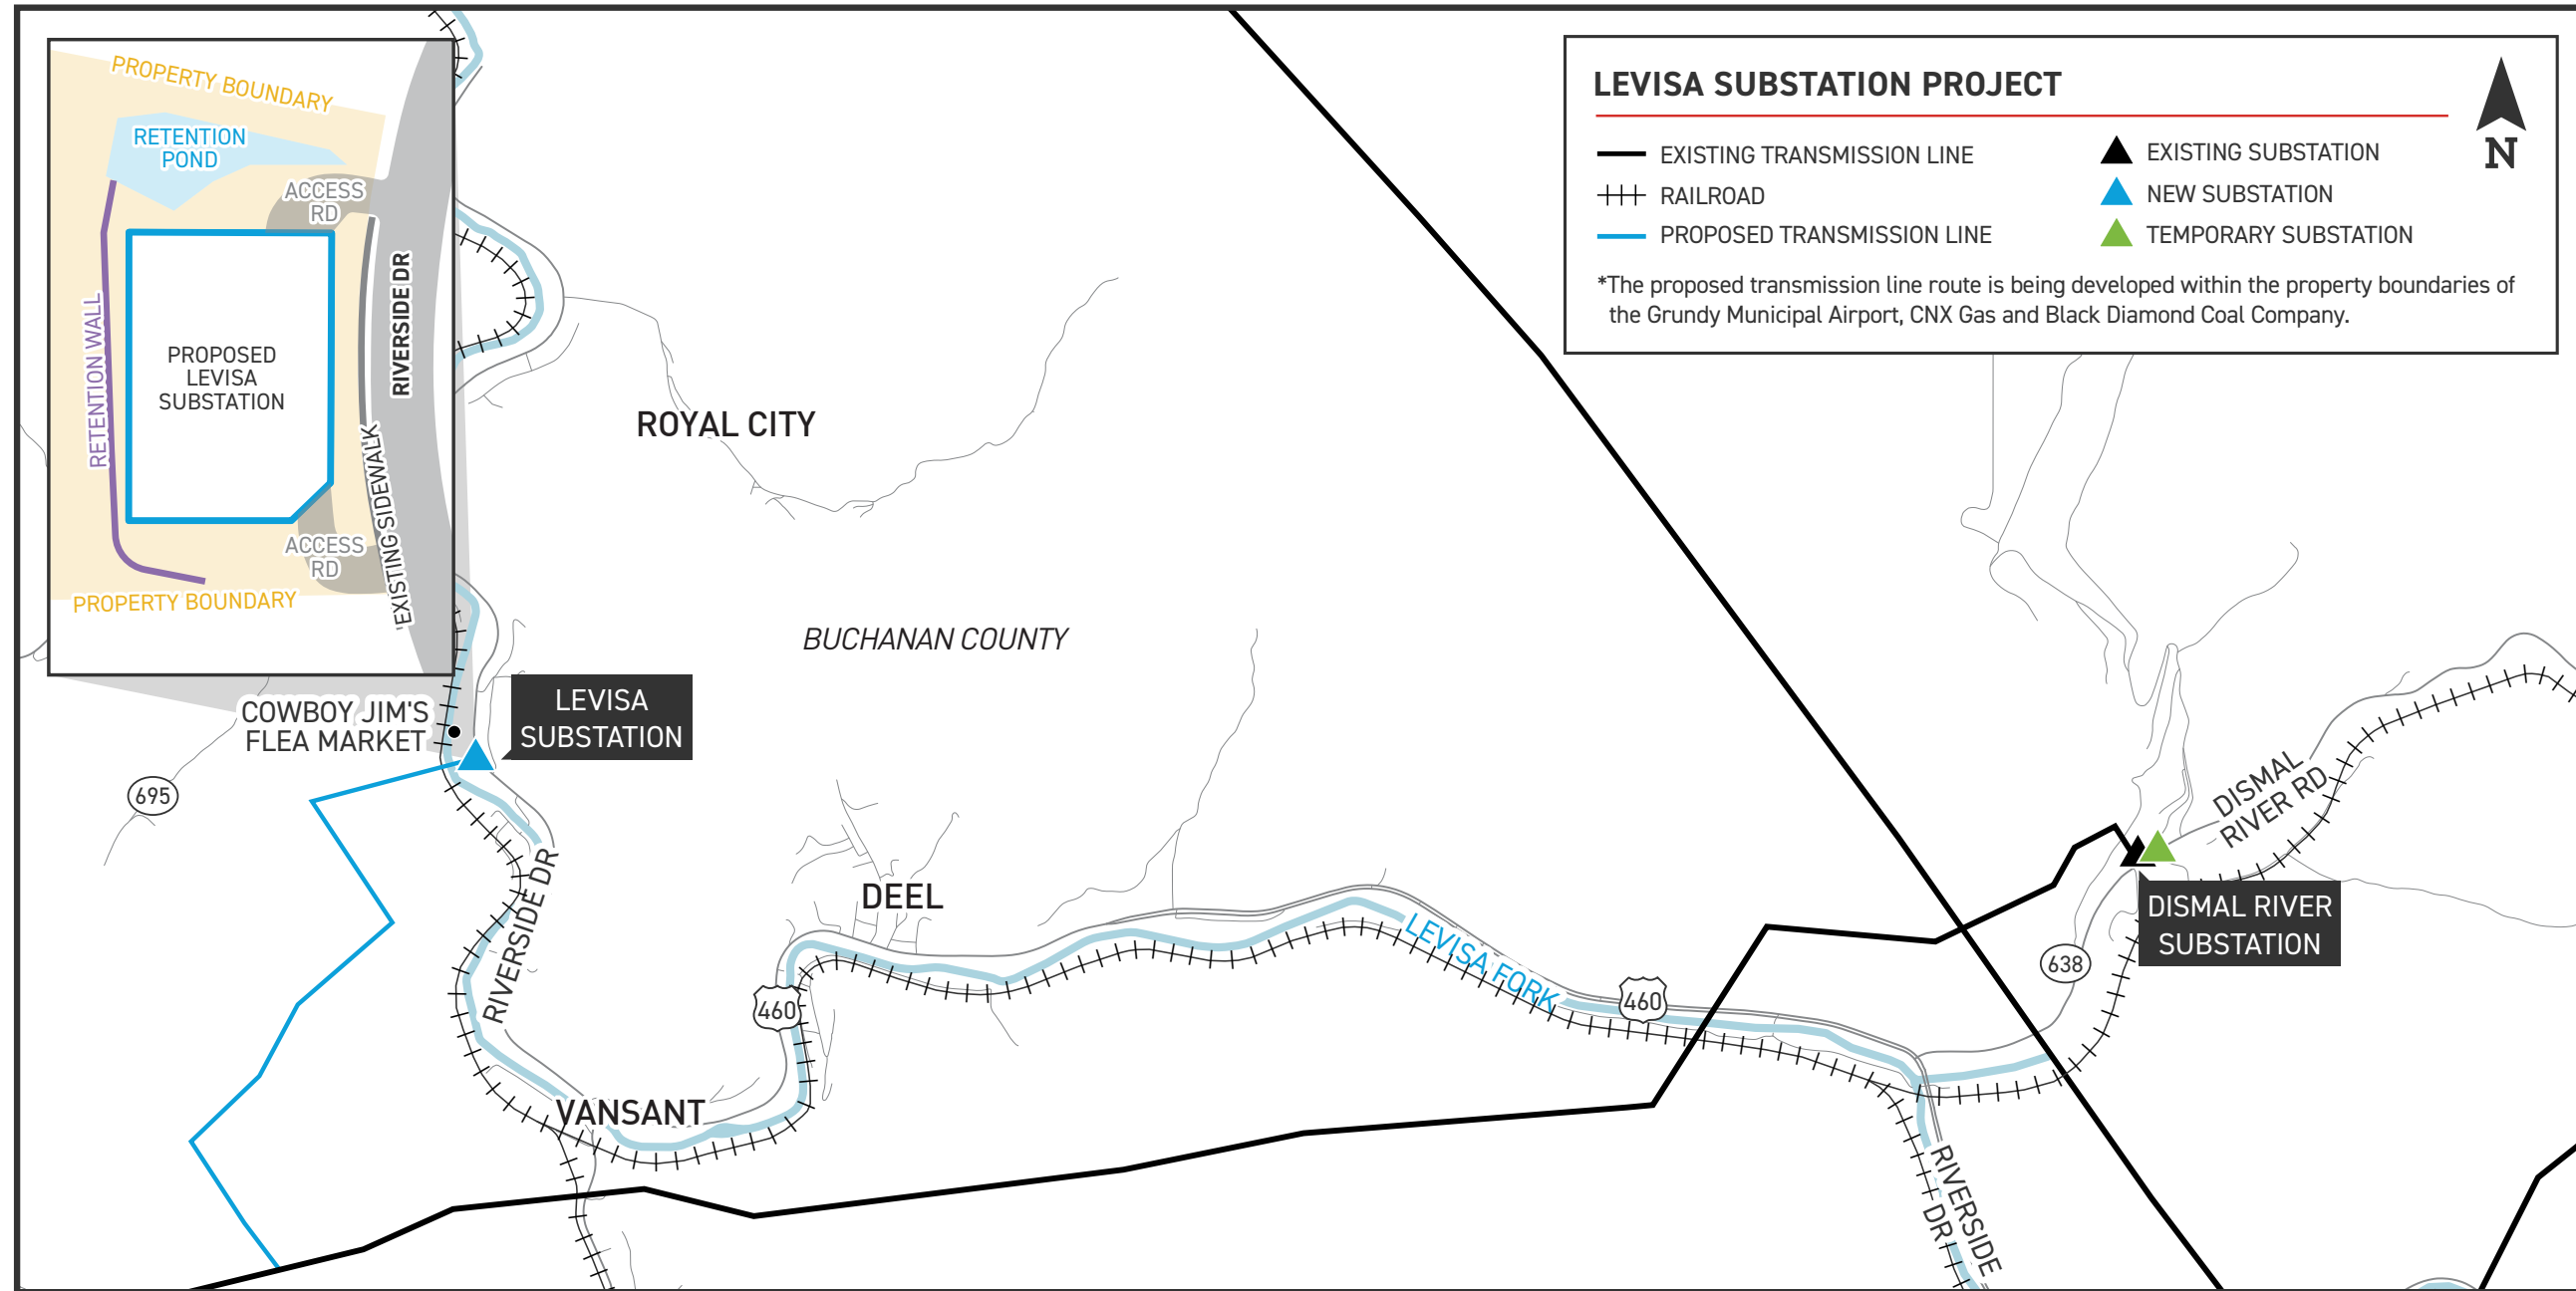 PROPERTY BOUNDARY
RETENTION
POND
ACCESS
RD
RIVERSIDE DR
RETENTION WALL
PROPOSED
LEVISA
SUBSTATION
EXISTING SIDEWALK
ACCESS
RD
PROPERTY BOUNDARY
LEVISA SUBSTATION PROJECT
N
EXISTING TRANSMISSION LINE
RAILROAD
PROPOSED TRANSMISSION LINE
EXISTING SUBSTATION
NEW SUBSTATION
TEMPORARY SUBSTATION
*The proposed transmission line route is being developed within the property boundaries of
the Grundy Municipal Airport, CNX Gas and Black Diamond Coal Company.
ROYAL CITY
BUCHANAN COUNTY
COWBOY JIM'S
FLEA MARKET
LEVISA
SUBSTATION
695
RIVERSIDE DR
DEEL
460
VANSANT
LEVISA FORK
460
DISMAL
RIVER RD
DISMAL RIVER
SUBSTATION
638
RIVERSIDE
DR